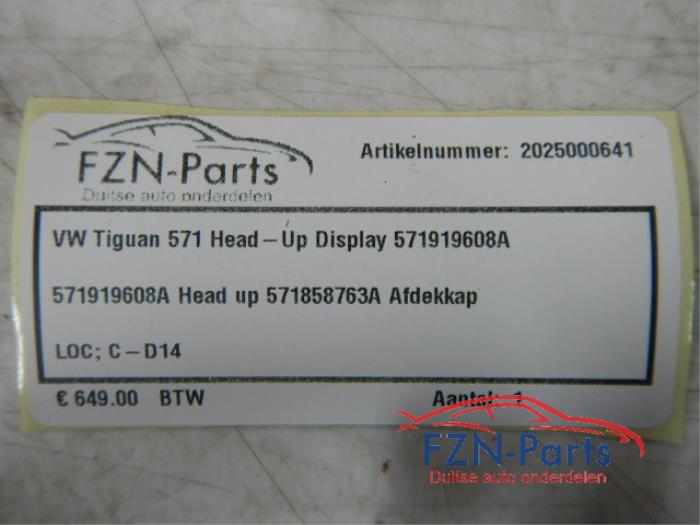 FZN-Parts
Duitse auto onderdelen
Artikelnummer: 2025000641
VW Tiguan 571 Head-Up Display 571919608A
571919608A Head up 571858763A Afdekkap
LOC; C-D14
€ 649.00 BTW
Aantal: 1
FZN-Parts
Duitse auto onderdelen